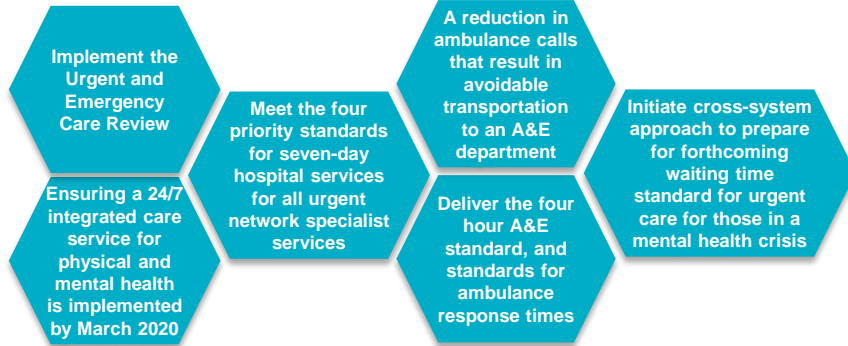 Implement the
Urgent and
Emergency
Care Review
Ensuring a 24/7
integrated care
service for
physical and
mental health
is implemented
by March 2020
Meet the four
priority standards
for seven-day
hospital services
for all urgent
network specialist
services
A reduction in
ambulance calls
that result in
avoidable
transportation
to an A&E
department
Deliver the four
hour A&E
standard, and
standards for
ambulance
response times
Initiate cross-system
approach to prepare
for forthcoming
waiting time
standard for urgent
care for those in a
mental health crisis